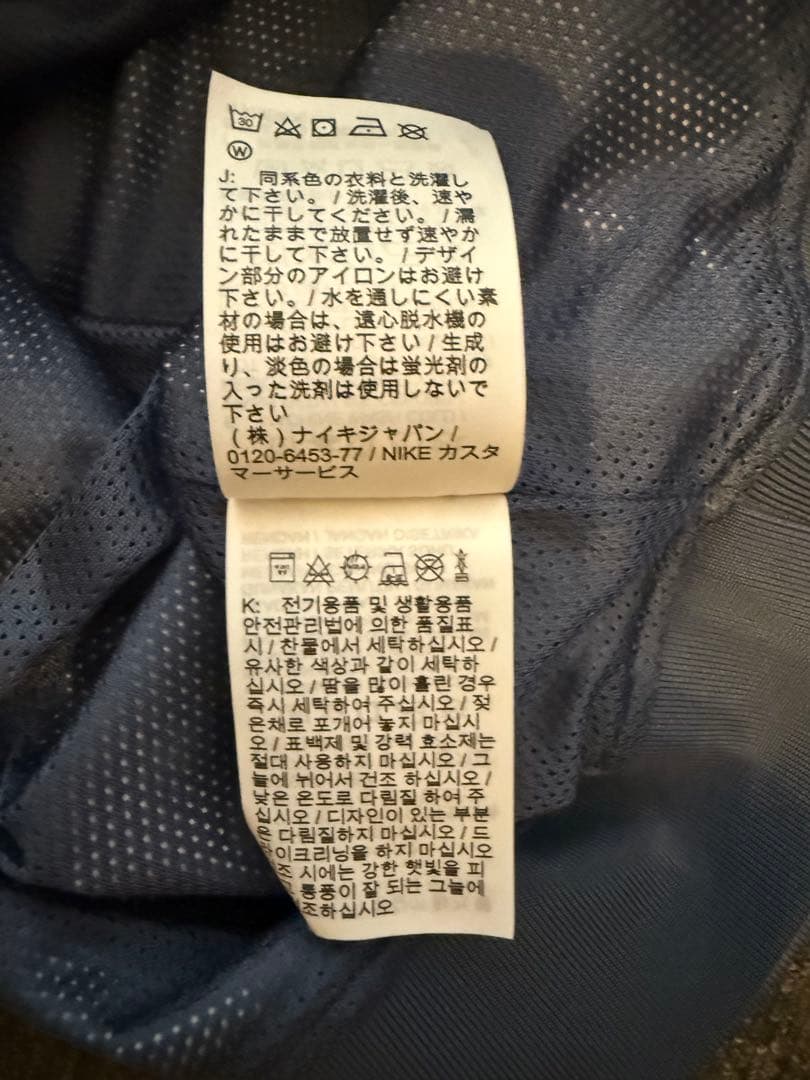 30
W
J: 同系色の衣料と洗濯し
て下さい。/ 洗濯後、速や
かに干してください。/ 濡
れたままで放置せず速やか
に干して下さい。/ デザイ
ン部分のアイロンはお避け
下さい。/ 水を通しにくい素
材の場合は、遠心脱水機の
使用はお避け下さい / 生成
り、淡色の場合は蛍光剤の
入った洗剤は使用しないで
下さい
(株) ナイキジャパン /
0120-6453-77 / NIKE カスタ
マーサービス
K: 전기용품 및 생활용품
안전관리법에 의한 품질표
시 / 찬물에서 세탁하십시오 /
유사한 색상과 같이 세탁하
십시오 / 땀을 많이 흘린 경우
즉시 세탁하여 주십시오 / 젖
은채로 포개어 놓지 마십시
오 / 표백제 및 강력 효소제는
절대 사용하지 마십시오 / 그
늘에 뉘어서 건조 하십시오 /
낮은 온도로 다림질 하여 주
십시오 / 디자인이 있는 부분
은 다림질하지 마십시오 / 드
라이크리닝을 하지 마십시오
조 시에는 강한 햇빛을 피
통풍이 잘 되는 그늘에
조하십시오